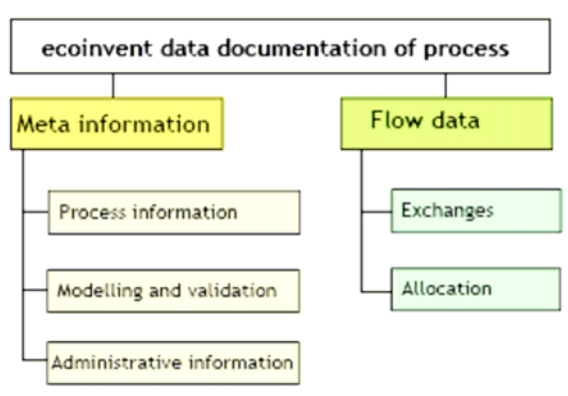 ecoinvent data documentation of process
Meta information
Flow data
Process information
Exchanges
Modelling and validation
Allocation
Administrative information